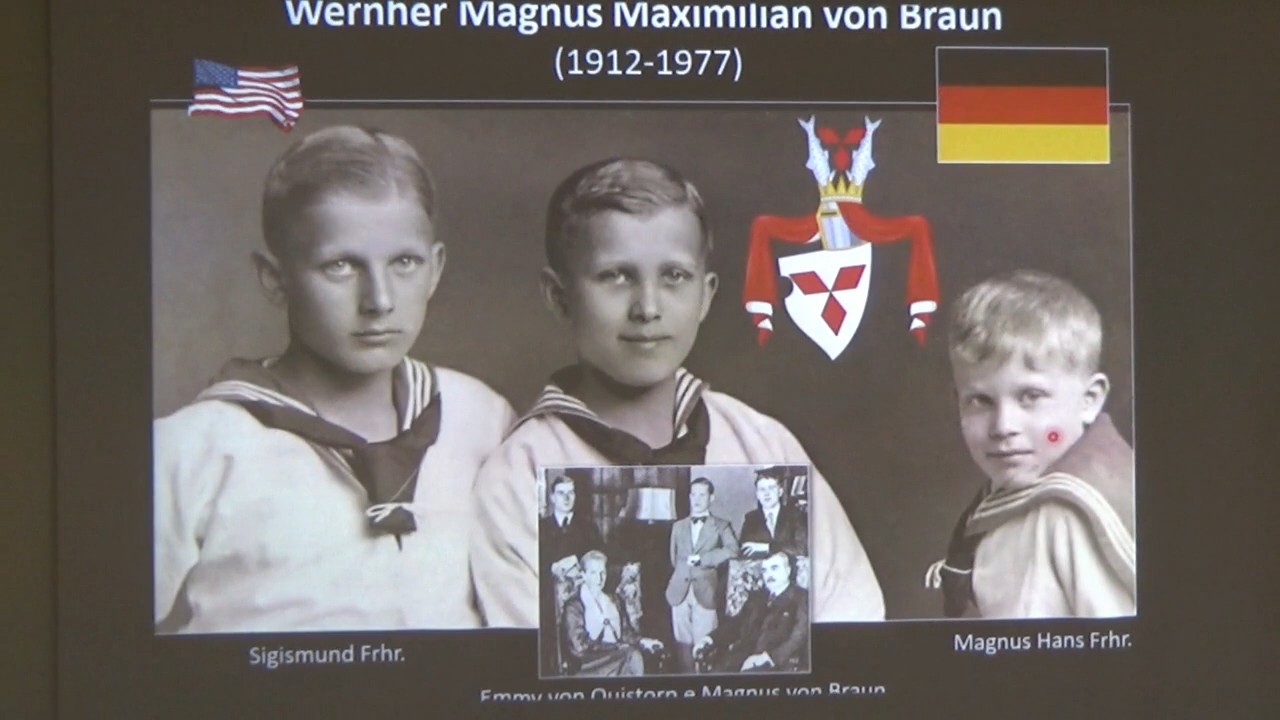 Wernher Magnus Maximilian von Braun
(1912-1977)
Sigismund Frhr.
Magnus Hans Frhr.
Emmy von Quistorp e Magnus von Braun